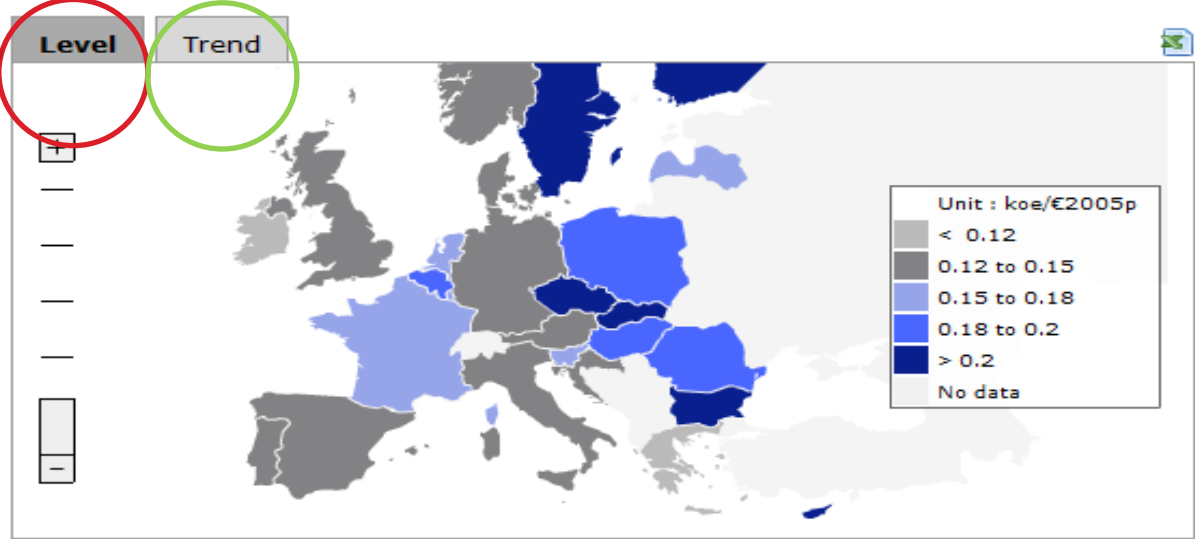 Level Trend
+
Unit : koe/€2005p
< 0.12
0.12 to 0.15
0.15 to 0.18
0.18 to 0.2
> 0.2
No data
−